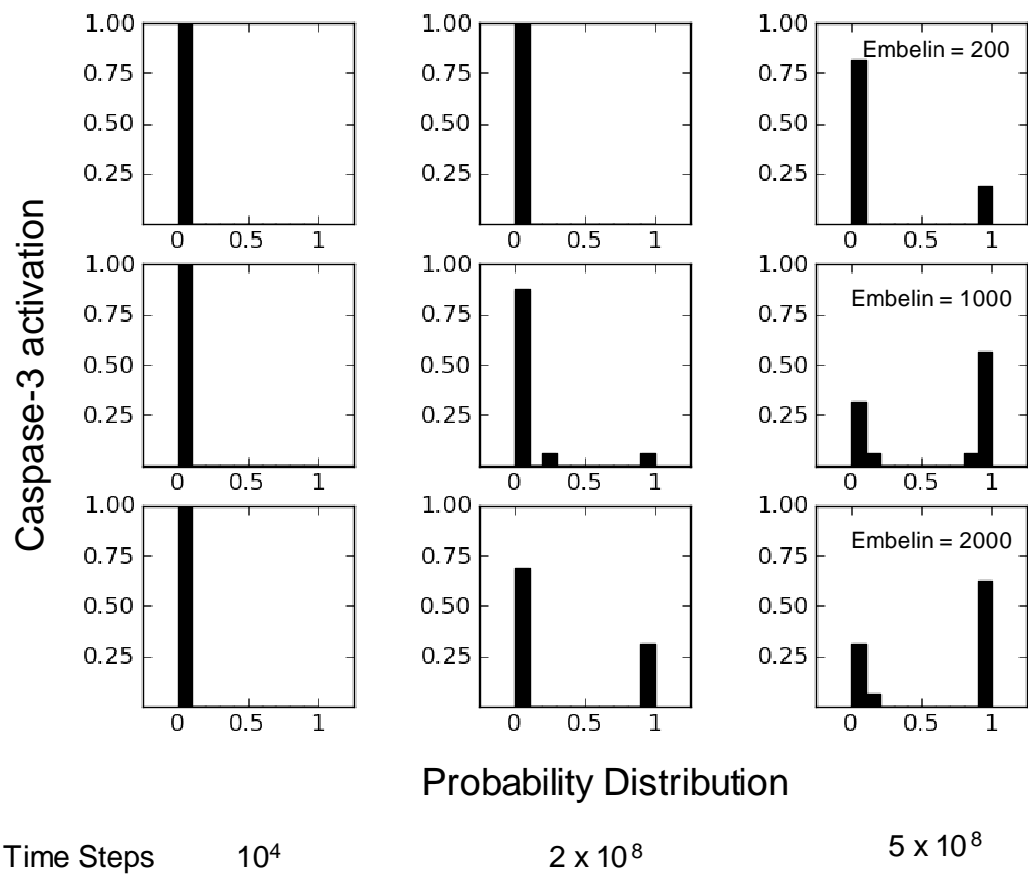 1.00 1.00 1.00
Embelin = 200
0.75 0.75 0.75
0.50 0.50 0.50
0.25 0.25 0.25
0 0.5 1 0 0.5 1 0 0.5 1
1.00 1.00 1.00
Embelin = 1000
0.75 0.75 0.75
0.50 0.50 0.50
0.25 0.25 0.25
0 0.5 1 0 0.5 1 0 0.5 1
1.00 1.00 1.00
Embelin = 2000
0.75 0.75 0.75
0.50 0.50 0.50
0.25 0.25 0.25
0 0.5 1 0 0.5 1 0 0.5 1
Caspase-3 activation
Probability Distribution
Time Steps 10⁴ 2 x 10⁸ 5 x 10⁸